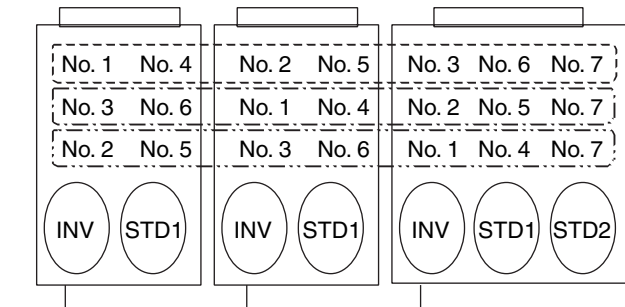 No. 1 No. 4 No. 2 No. 5 No. 3 No. 6 No. 7
No. 3 No. 6 No. 1 No. 4 No. 2 No. 5 No. 7
No. 2 No. 5 No. 3 No. 6 No. 1 No. 4 No. 7
INV STD1 INV STD1 INV STD1 STD2